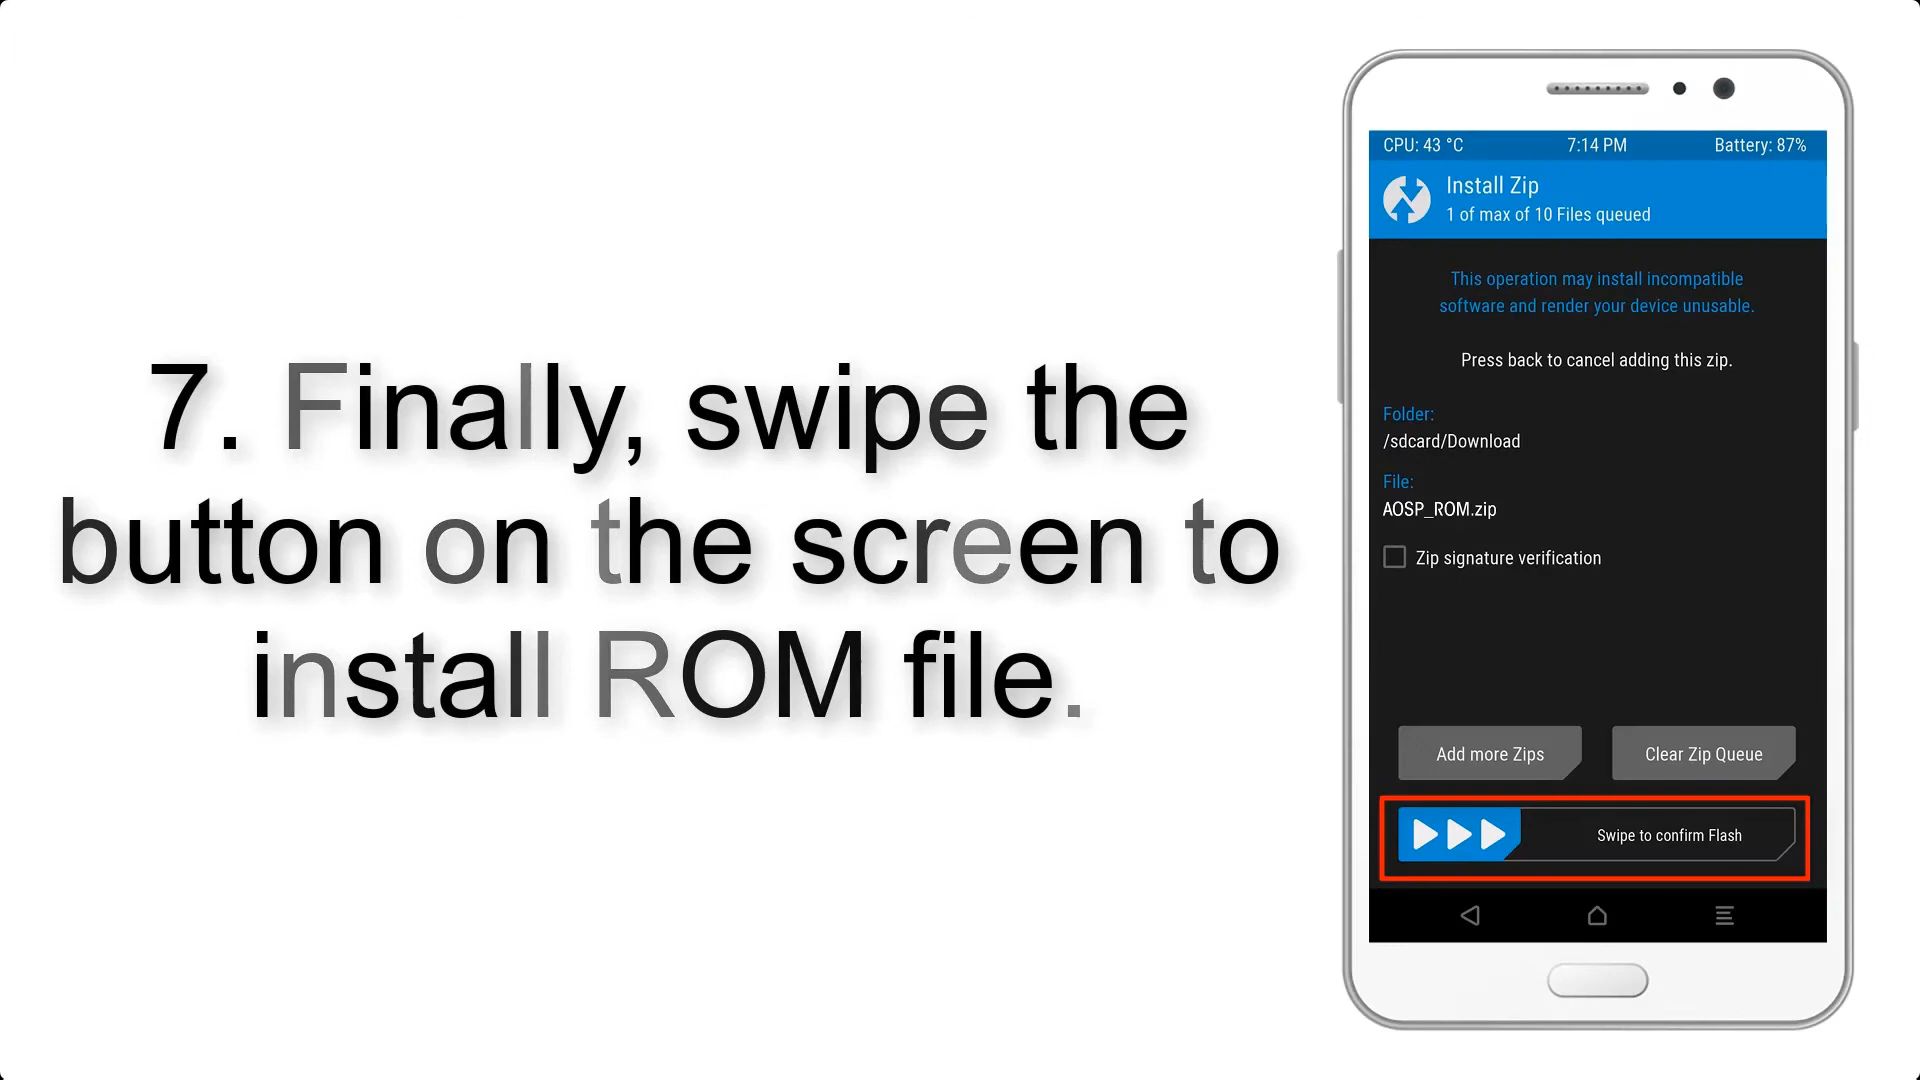 7. Finally, swipe the
button on the screen to
install ROM file.
CPU: 43 °C 7:14 PM Battery: 87%
Install Zip
1 of max of 10 Files queued
This operation may install incompatible
software and render your device unusable.
Press back to cancel adding this zip.
Folder:
/sdcard/Download
File:
AOSP_ROM.zip
Zip signature verification
Add more Zips Clear Zip Queue
Swipe to confirm Flash